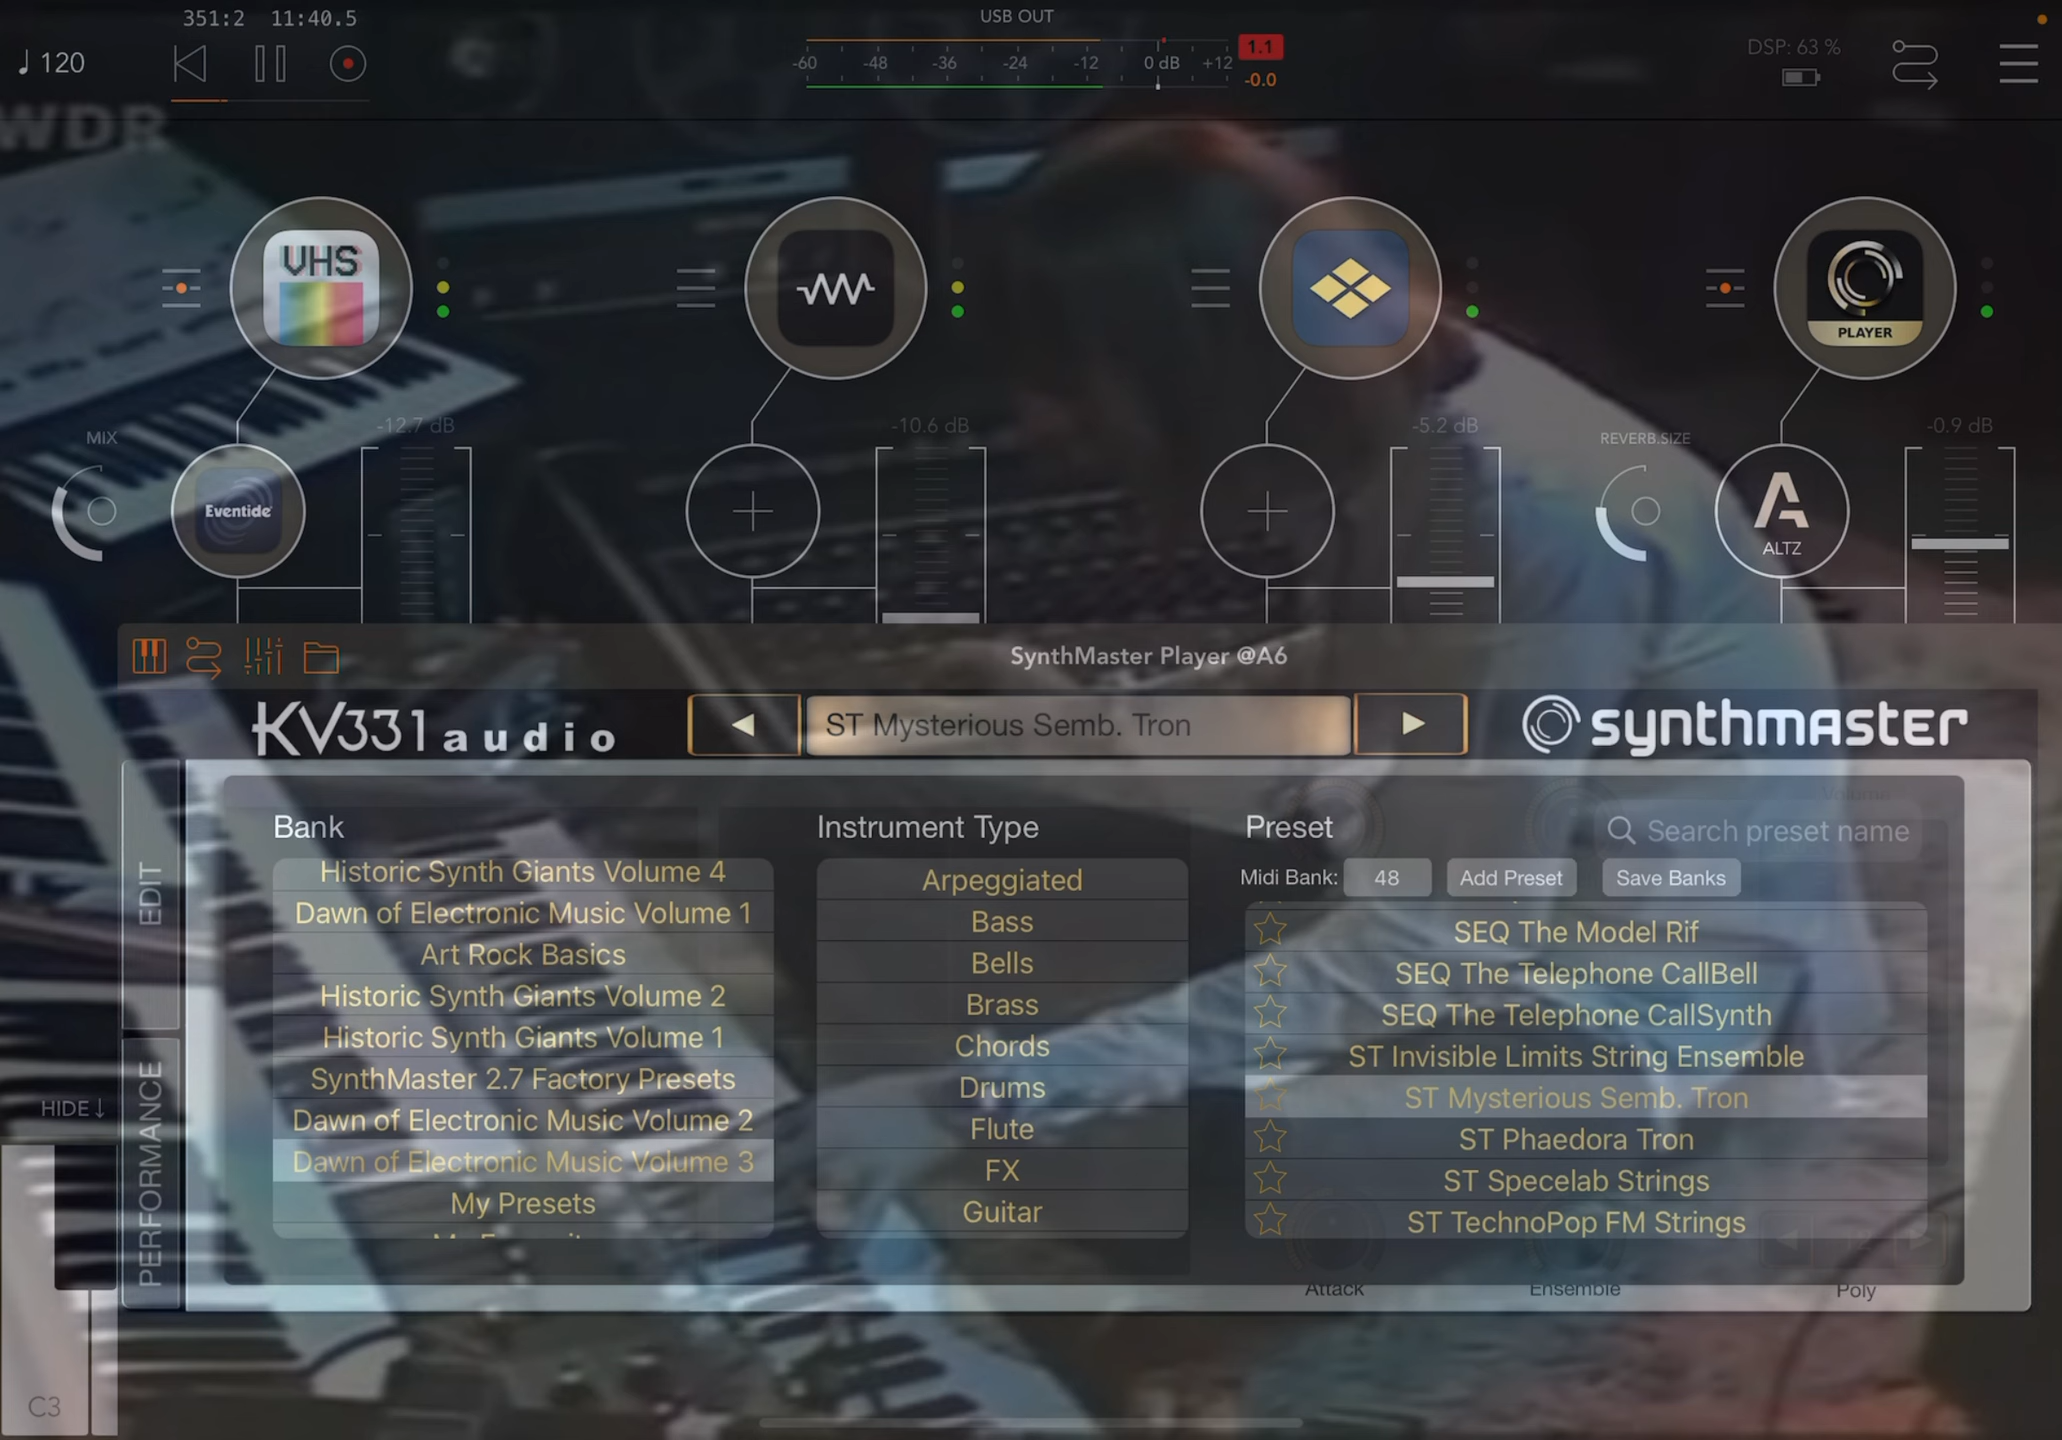 351:2 11:40.5
USB OUT
120
-60 -48 -36 -24 -12 0 dB +12
1.1
-0.0
DSP: 63 %
WDR
VHS
PLAYER
-12.7 dB
-10.6 dB
-5.2 dB
-0.9 dB
MIX
REVERB.SIZE
Eventide
ALTZ
SynthMaster Player @A6
KV331 audio
ST Mysterious Semb. Tron
synthmaster
EDIT
PERFORMANCE
HIDE↓
C3
Bank
Historic Synth Giants Volume 4
Dawn of Electronic Music Volume 1
Art Rock Basics
Historic Synth Giants Volume 2
Historic Synth Giants Volume 1
SynthMaster 2.7 Factory Presets
Dawn of Electronic Music Volume 2
Dawn of Electronic Music Volume 3
My Presets
Instrument Type
Arpeggiated
Bass
Bells
Brass
Chords
Drums
Flute
FX
Guitar
Volume
Preset
Search preset name
Midi Bank: 48 Add Preset Save Banks
SEQ The Model Rif
SEQ The Telephone CallBell
SEQ The Telephone CallSynth
ST Invisible Limits String Ensemble
ST Mysterious Semb. Tron
ST Phaedora Tron
ST Specelab Strings
ST TechnoPop FM Strings
Attack
Ensemble
Poly